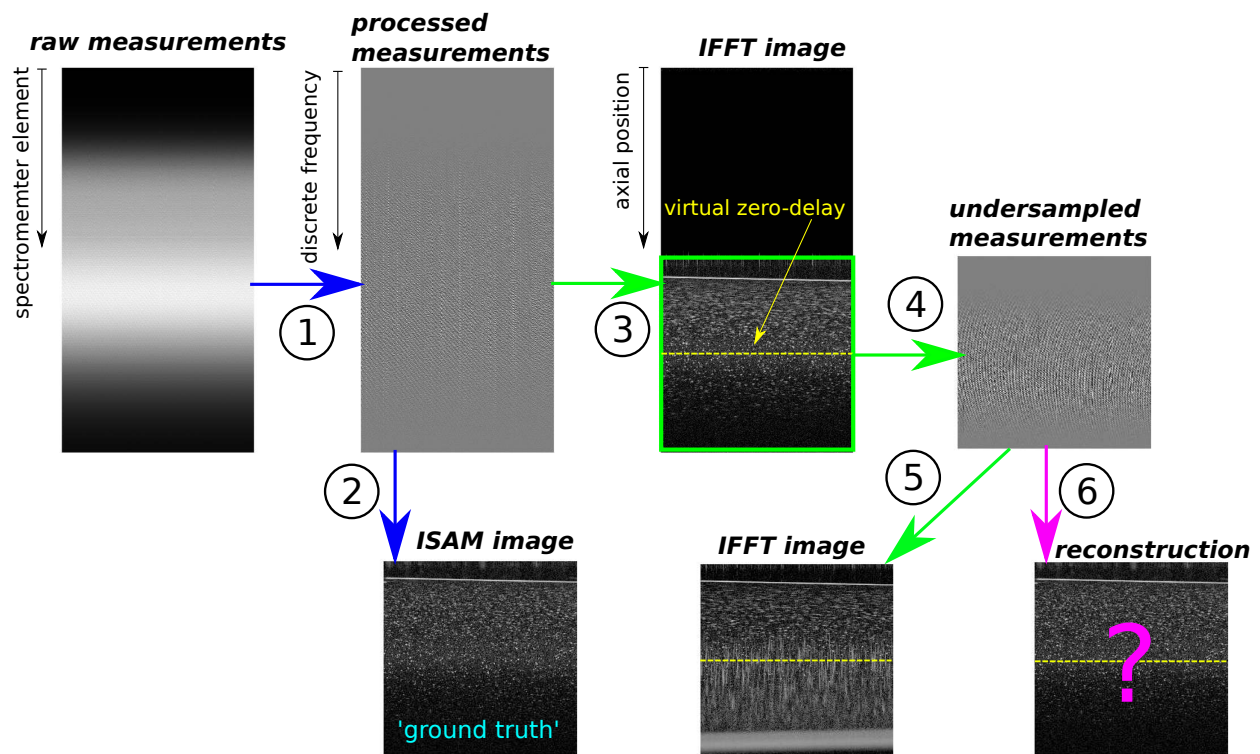 raw measurements
processed
measurements
IFFT image
spectromemter element
discrete frequency
axial position
virtual zero-delay
undersampled
measurements
1
3
4
2
5
6
ISAM image
IFFT image
reconstruction
'ground truth'
?